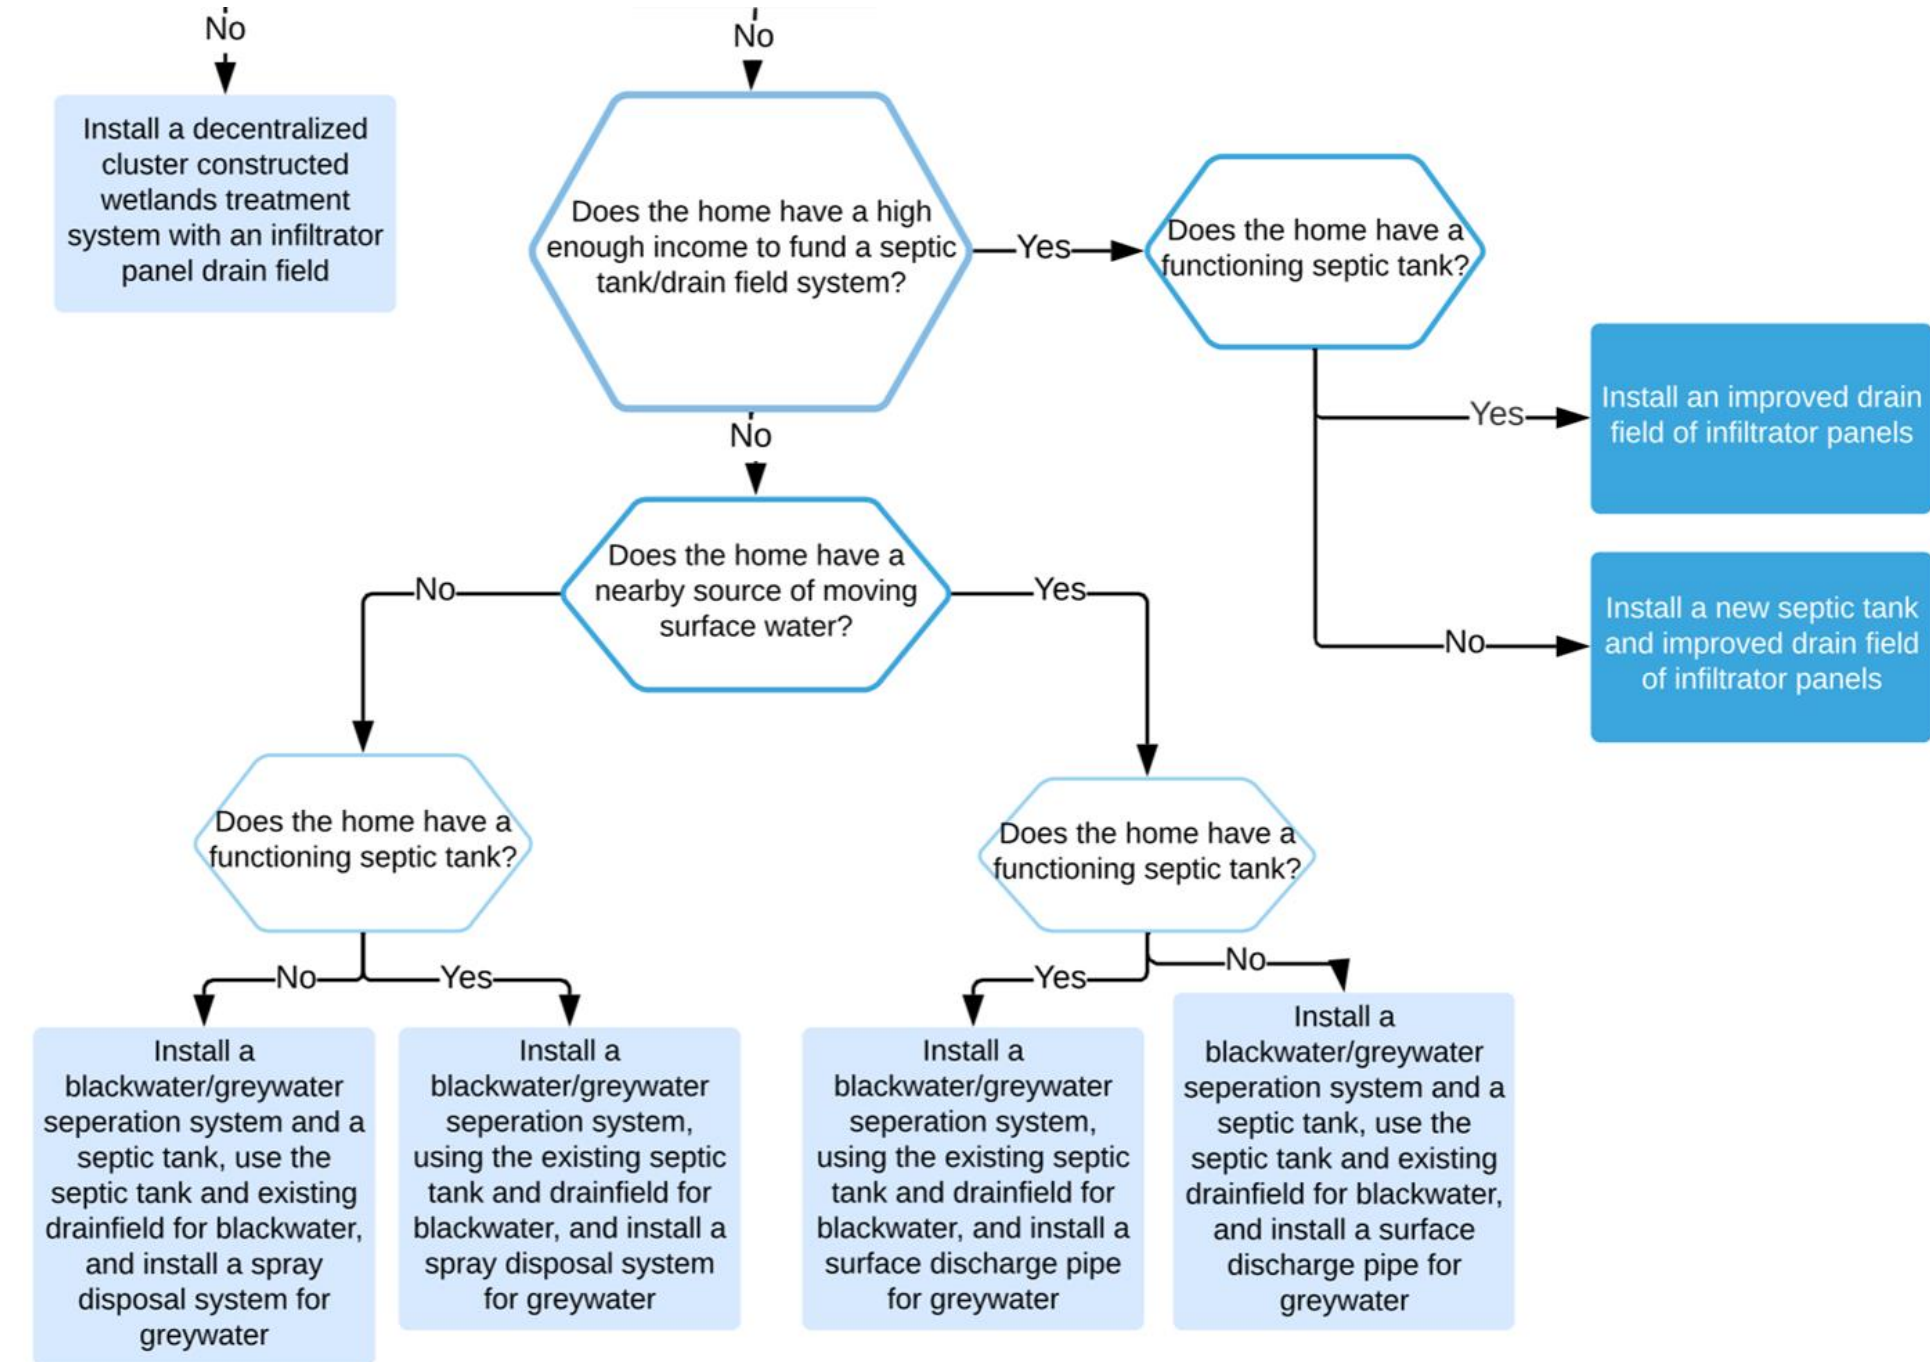 No
Install a decentralized
cluster constructed
wetlands treatment
system with an infiltrator
panel drain field
No
Does the home have a high
enough income to fund a septic
tank/drain field system?
Yes
Does the home have a
functioning septic tank?
Yes
Install an improved drain
field of infiltrator panels
No
Install a new septic tank
and improved drain field
of infiltrator panels
No
Does the home have a
nearby source of moving
surface water?
No
Yes
Does the home have a
functioning septic tank?
No
Yes
Install a
blackwater/greywater
seperation system and a
septic tank, use the
septic tank and existing
drainfield for blackwater,
and install a spray
disposal system for
greywater
Install a
blackwater/greywater
seperation system,
using the existing septic
tank and drainfield for
blackwater, and install a
spray disposal system
for greywater
Does the home have a
functioning septic tank?
Yes
No
Install a
blackwater/greywater
seperation system,
using the existing septic
tank and drainfield for
blackwater, and install a
surface discharge pipe
for greywater
Install a
blackwater/greywater
seperation system and a
septic tank, use the
septic tank and existing
drainfield for blackwater,
and install a surface
discharge pipe for
greywater